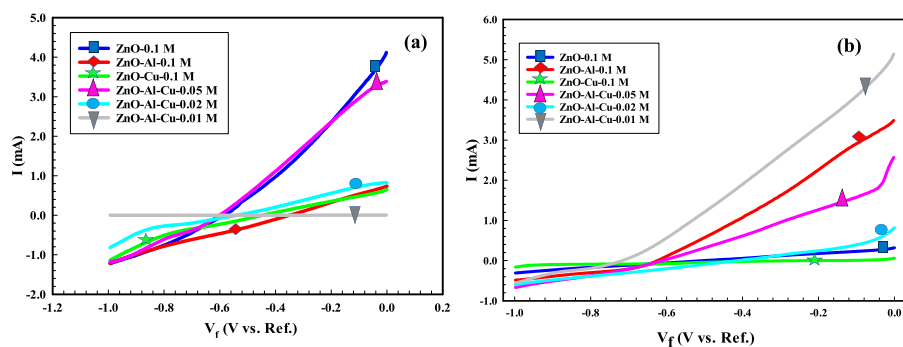 (a)
I (mA)
5.0
4.0
3.0
2.0
1.0
0.0
-1.0
-2.0
ZnO-0.1 M
ZnO-Al-0.1 M
ZnO-Cu-0.1 M
ZnO-Al-Cu-0.05 M
ZnO-Al-Cu-0.02 M
ZnO-Al-Cu-0.01 M
-1.0 -0.8 -0.6 -0.4 -0.2 0.0
Vf (V vs. Ref.)
(b)
I (mA)
6.0
5.0
4.0
3.0
2.0
1.0
0.0
-1.0
ZnO-0.1 M
ZnO-Al-0.1 M
ZnO-Cu-0.1 M
ZnO-Al-Cu-0.05 M
ZnO-Al-Cu-0.02 M
ZnO-Al-Cu-0.01 M
-1.0 -0.8 -0.6 -0.4 -0.2 0.0
Vf (V vs. Ref.)